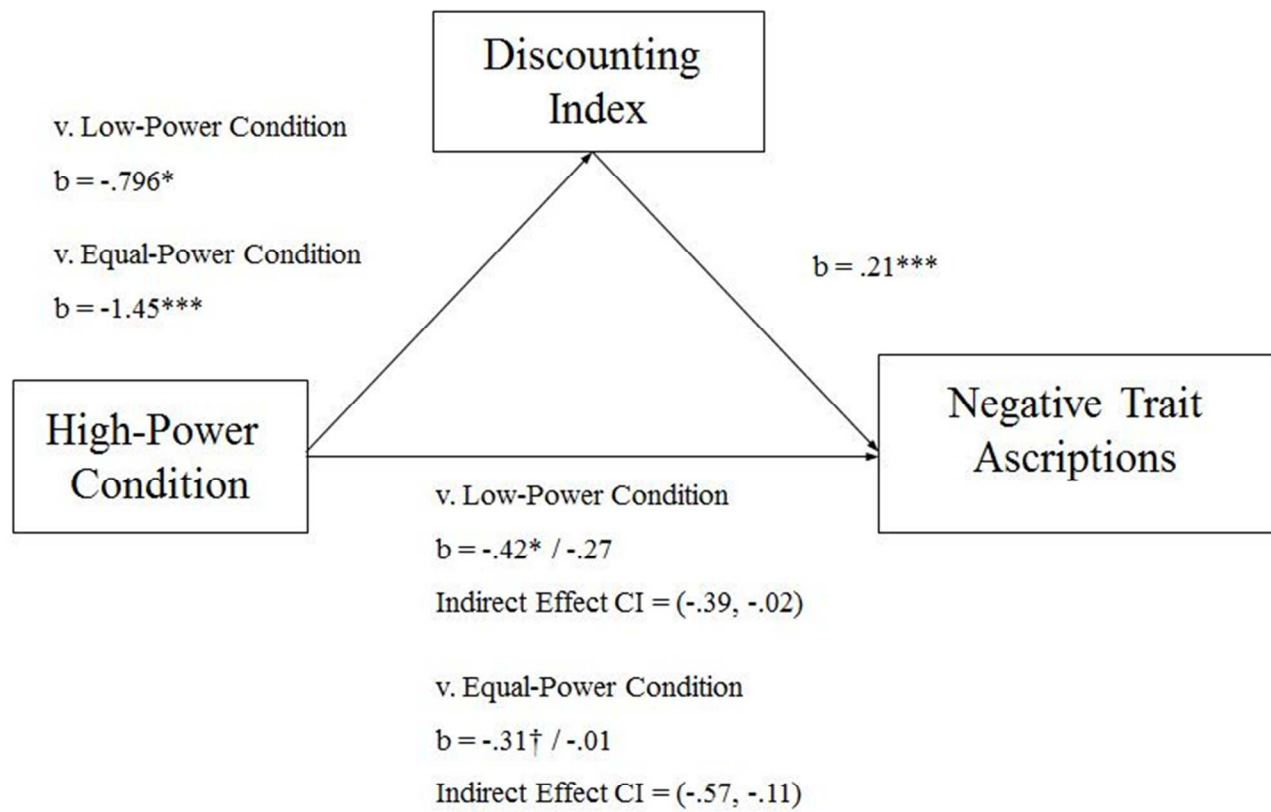 Discounting
Index
v. Low-Power Condition
b = -.796*
v. Equal-Power Condition
b = -1.45***
b = .21***
High-Power
Condition
Negative Trait
Ascriptions
v. Low-Power Condition
b = -.42* / -.27
Indirect Effect CI = (-.39, -.02)
v. Equal-Power Condition
b = -.31† / -.01
Indirect Effect CI = (-.57, -.11)